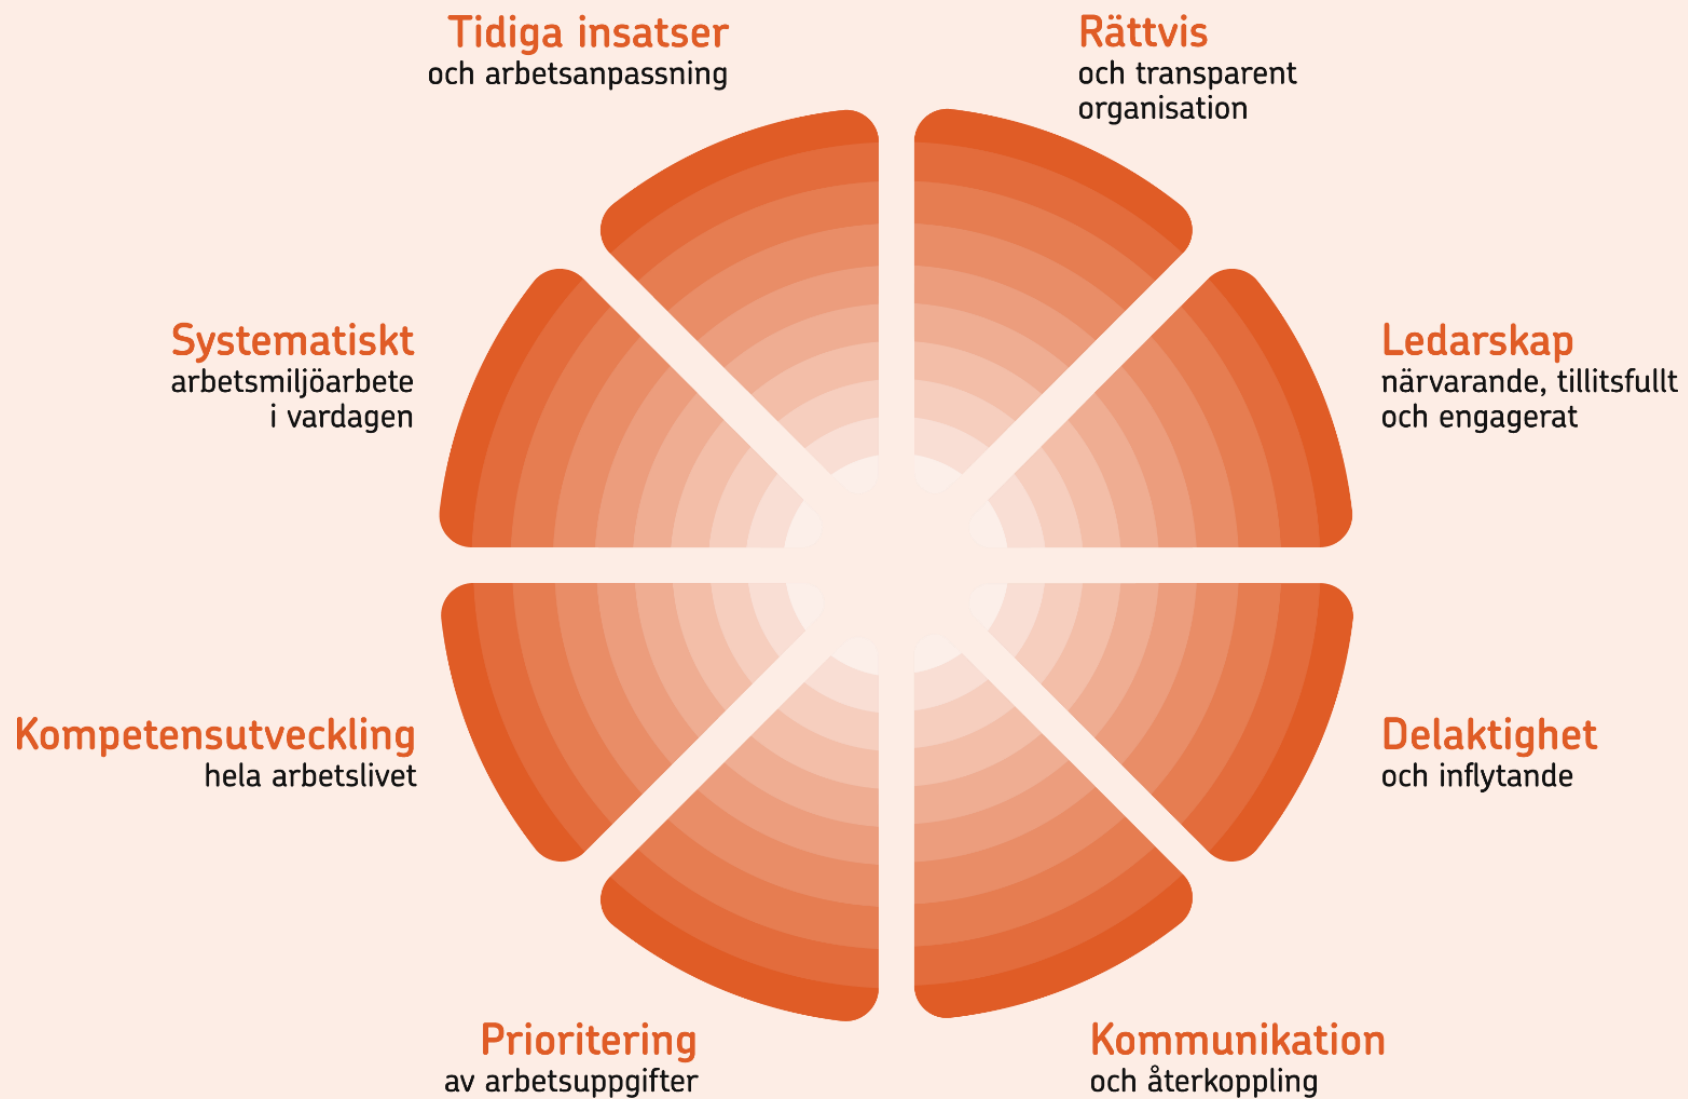 Tidiga insatser
och arbetsanpassning
Rättvis
och transparent
organisation
Systematiskt
arbetsmiljöarbete
i vardagen
Ledarskap
närvarande, tillitsfullt
och engagerat
Kompetensutveckling
hela arbetslivet
Delaktighet
och inflytande
Prioritering
av arbetsuppgifter
Kommunikation
och återkoppling